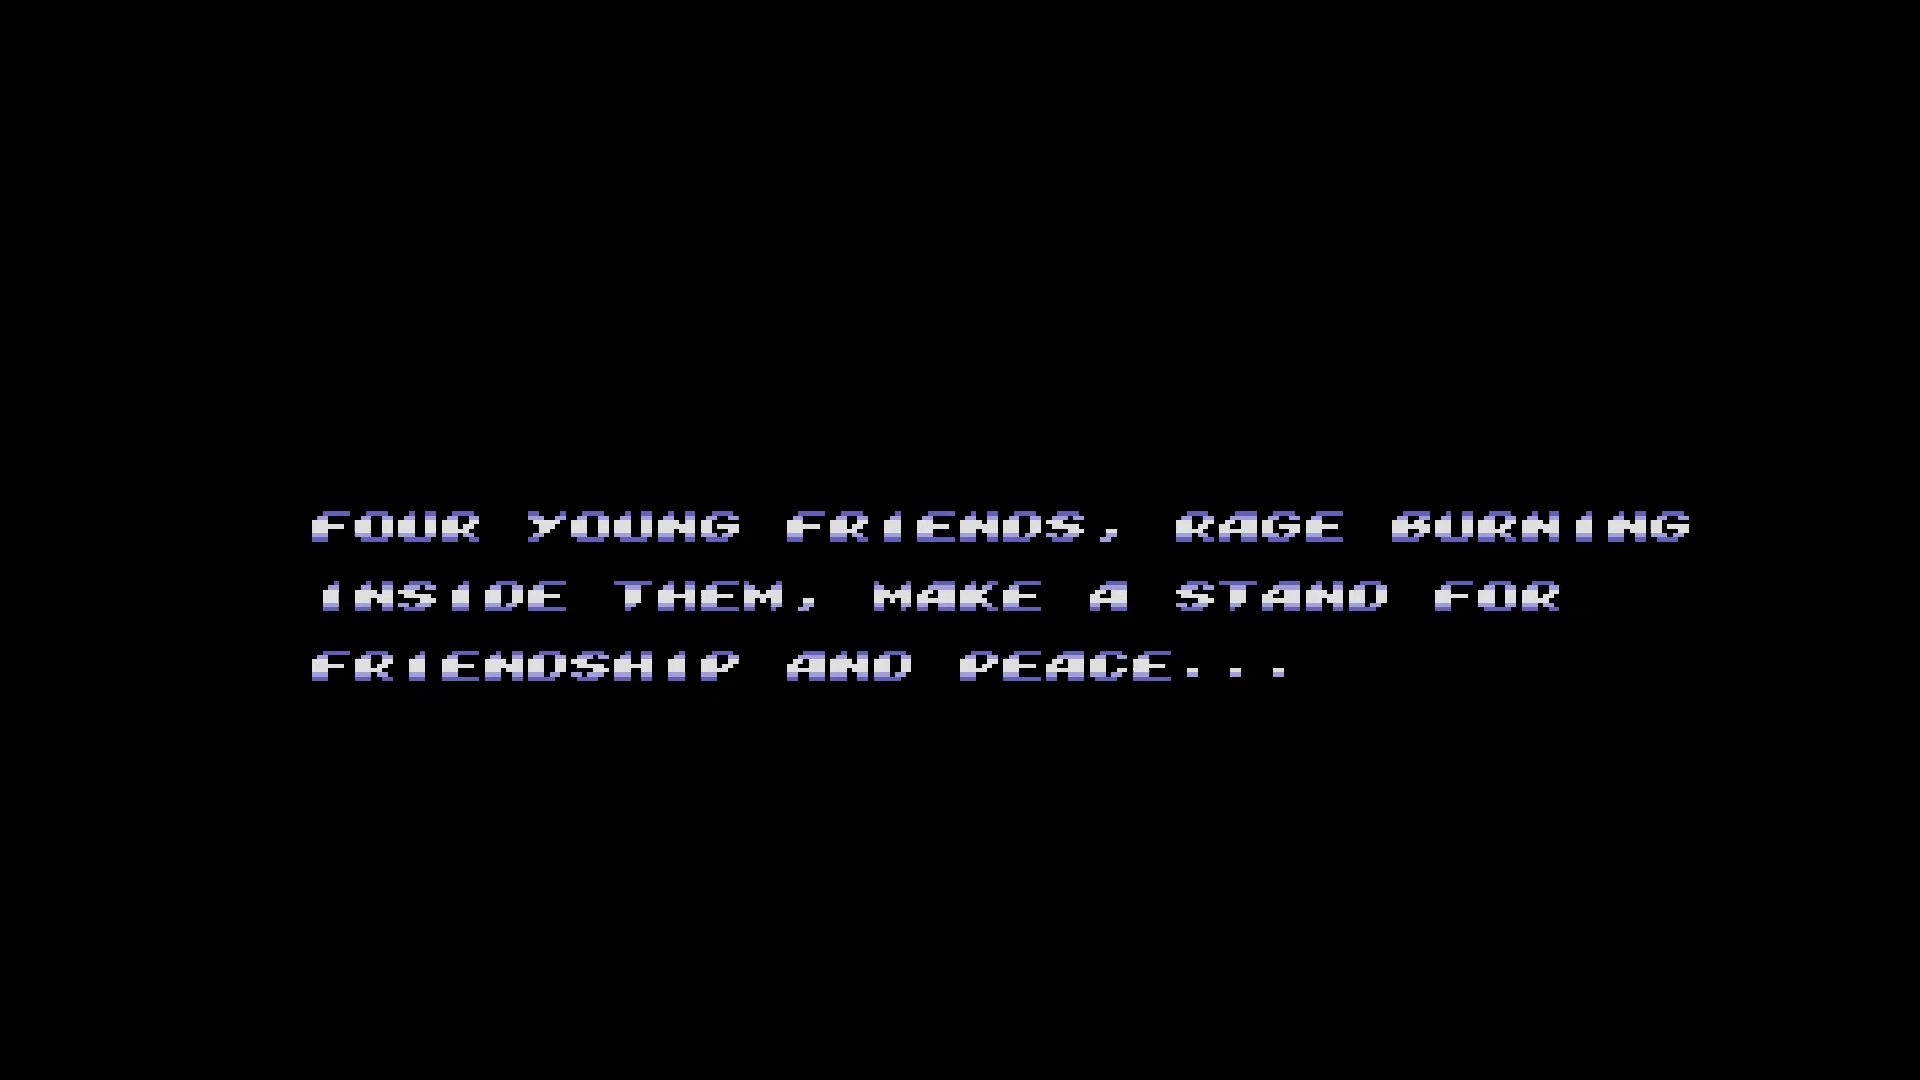 FOUR YOUNG FRIENDS, RAGE BURNING
INSIDE THEM, MAKE A STAND FOR
FRIENDSHIP AND PEACE...